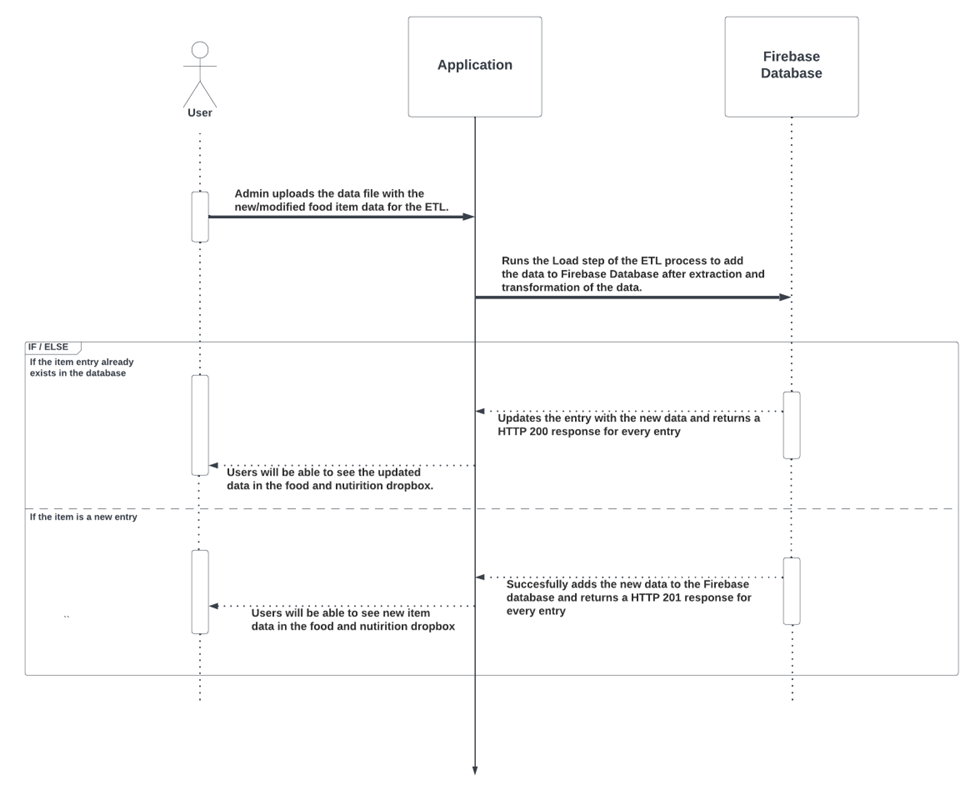 Application
Firebase
Database
User
Admin uploads the data file with the
new/modified food item data for the ETL.
Runs the Load step of the ETL process to add
the data to Firebase Database after extraction and
transformation of the data.
IF / ELSE
If the item entry already
exists in the database
Updates the entry with the new data and returns a
HTTP 200 response for every entry
Users will be able to see the updated
data in the food and nutirition dropbox.
If the item is a new entry
Succesfully adds the new data to the Firebase
database and returns a HTTP 201 response for
every entry
Users will be able to see new item
data in the food and nutirition dropbox
``